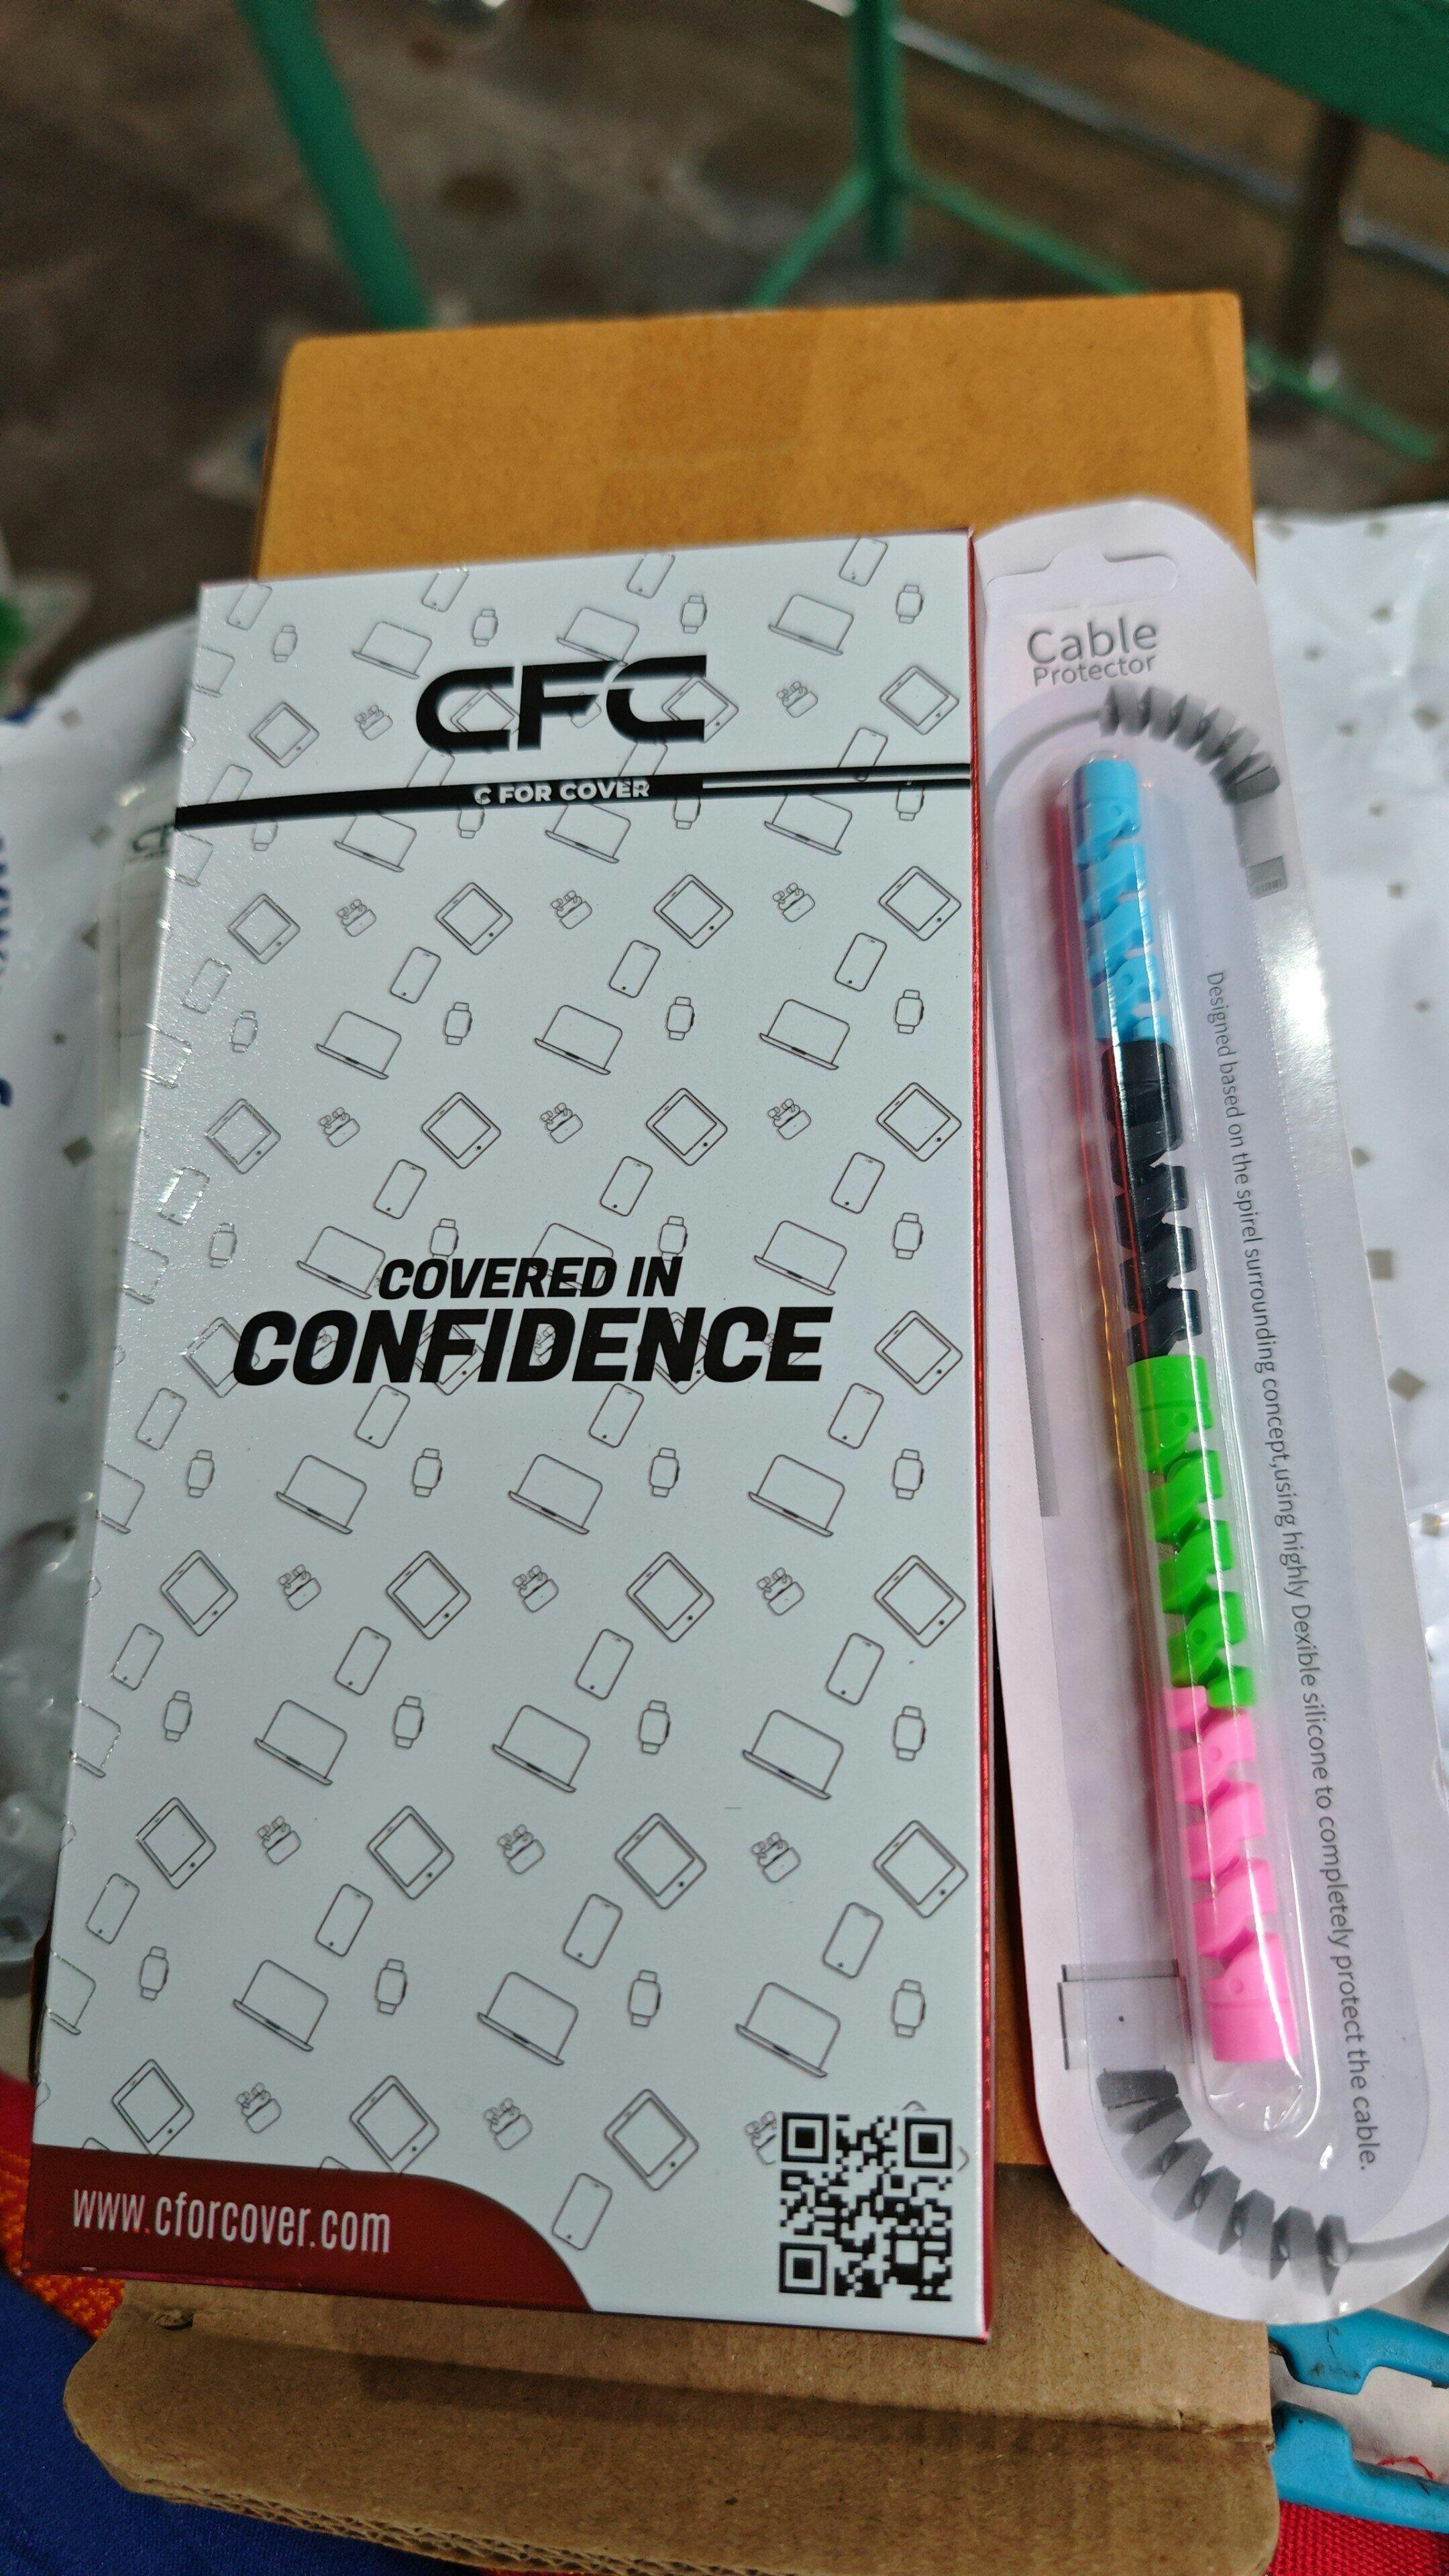 CFC
C FOR COVER
COVERED IN
CONFIDENCE
www.cforcover.com
Cable
Protector
Designed based on the spirel surrounding concept,using highly Dexible silicone to completely protect the cable.